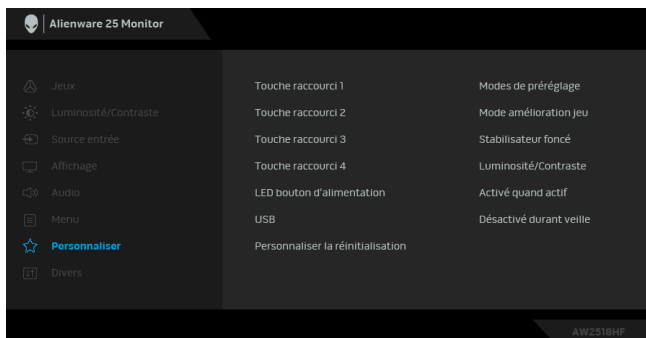 Alienware 25 Monitor
Jeux
Luminosité/Contraste
Source entrée
Affichage
Audio
Menu
Personnaliser
Divers
Touche raccourci 1 Modes de préréglage
Touche raccourci 2 Mode amélioration jeu
Touche raccourci 3 Stabilisateur foncé
Touche raccourci 4 Luminosité/Contraste
LED bouton d'alimentation Activé quand actif
USB Désactivé durant veille
Personnaliser la réinitialisation
AW2518HF